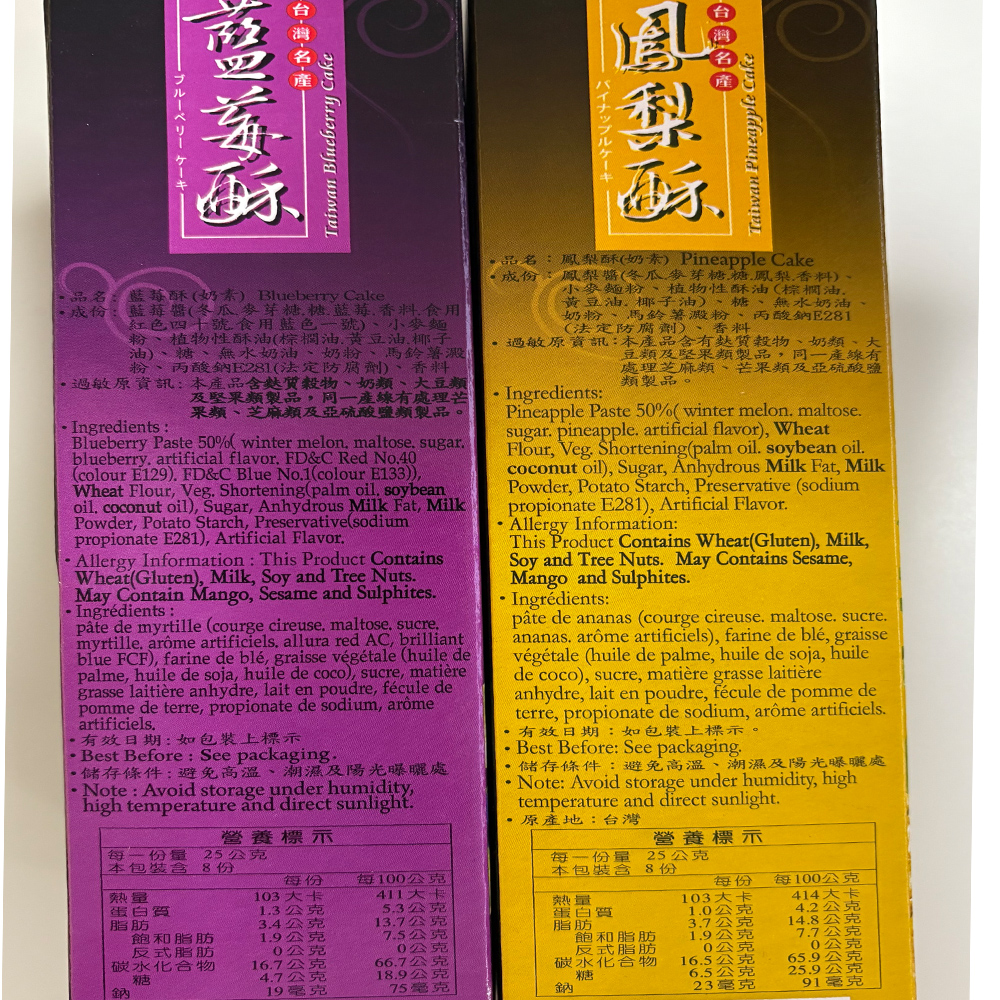 藍莓酥
台灣名產
ブルーベリーケーキ
Taiwan Blueberry Cake
• 品名: 藍莓酥(奶素) Blueberry Cake
• 成份: 藍莓醬(冬瓜.麥芽糖.糖.藍莓.香料.食用
紅色四十號.食用藍色一號)、小麥麵
粉、植物性酥油(棕櫚油.黃豆油.椰子
油)、糖、無水奶油、奶粉、馬鈴薯澱
粉、丙酸鈉E281(法定防腐劑)、香料
• 過敏原資訊: 本產品含麩質穀物、奶類、大豆類
及堅果類製品，同一產線有處理芒
果類、芝麻類及亞硫酸鹽類製品。
• Ingredients :
Blueberry Paste 50%( winter melon. maltose. sugar.
blueberry. artificial flavor. FD&C Red No.40
(colour E129). FD&C Blue No.1(colour E133)),
Wheat Flour, Veg. Shortening(palm oil. soybean
oil. coconut oil), Sugar, Anhydrous Milk Fat, Milk
Powder, Potato Starch, Preservative(sodium
propionate E281), Artificial Flavor.
• Allergy Information : This Product Contains
Wheat(Gluten), Milk, Soy and Tree Nuts.
May Contain Mango, Sesame and Sulphites.
• Ingrédients :
pâte de myrtille (courge cireuse. maltose. sucre.
myrtille. arôme artificiels. allura red AC, brilliant
blue FCF), farine de blé, graisse végétale (huile de
palme, huile de soja, huile de coco), sucre, matière
grasse laitière anhydre, lait en poudre, fécule de
pomme de terre, propionate de sodium, arôme
artificiels.
• 有效日期: 如包裝上標示
• Best Before : See packaging.
• 儲存條件: 避免高溫、潮濕及陽光曝曬處
• Note : Avoid storage under humidity,
high temperature and direct sunlight.
營養標示
每一份量 25公克
本包裝含 8份
每份 每100公克
熱量 103大卡 411大卡
蛋白質 1.3公克 5.3公克
脂肪 3.4公克 13.7公克
飽和脂肪 1.9公克 7.5公克
反式脂肪 0公克 0公克
碳水化合物 16.7公克 66.7公克
糖 4.7公克 18.9公克
鈉 19毫克 75毫克
鳳梨酥
台灣名產
パイナップルケーキ
Taiwan Pineapple Cake
• 品名: 鳳梨酥(奶素) Pineapple Cake
• 成份: 鳳梨醬(冬瓜.麥芽糖.糖.鳳梨.香料)、
小麥麵粉、植物性酥油(棕櫚油.
黃豆油.椰子油)、糖、無水奶油、
奶粉、馬鈴薯澱粉、丙酸鈉E281
(法定防腐劑)、香料
• 過敏原資訊: 本產品含有麩質穀物、奶類、大
豆類及堅果類製品，同一產線有
處理芝麻類、芒果類及亞硫酸鹽
類製品。
• Ingredients:
Pineapple Paste 50%( winter melon. maltose.
sugar. pineapple. artificial flavor), Wheat
Flour, Veg. Shortening(palm oil. soybean oil.
coconut oil), Sugar, Anhydrous Milk Fat, Milk
Powder, Potato Starch, Preservative (sodium
propionate E281), Artificial Flavor.
• Allergy Information:
This Product Contains Wheat(Gluten), Milk,
Soy and Tree Nuts. May Contains Sesame,
Mango and Sulphites.
• Ingrédients:
pâte de ananas (courge cireuse. maltose. sucre.
ananas. arôme artificiels), farine de blé, graisse
végétale (huile de palme, huile de soja, huile
de coco), sucre, matière grasse laitière
anhydre, lait en poudre, fécule de pomme de
terre, propionate de sodium, arôme artificiels.
• 有效日期: 如包裝上標示。
• Best Before: See packaging.
• 儲存條件: 避免高溫、潮濕及陽光曝曬處
• Note: Avoid storage under humidity, high
temperature and direct sunlight.
• 原產地: 台灣
營養標示
每一份量 25公克
本包裝含 8份
每份 每100公克
熱量 103大卡 414大卡
蛋白質 1.0公克 4.2公克
脂肪 3.7公克 14.8公克
飽和脂肪 1.9公克 7.7公克
反式脂肪 0公克 0公克
碳水化合物 16.5公克 65.9公克
糖 6.5公克 25.9公克
鈉 23毫克 91毫克